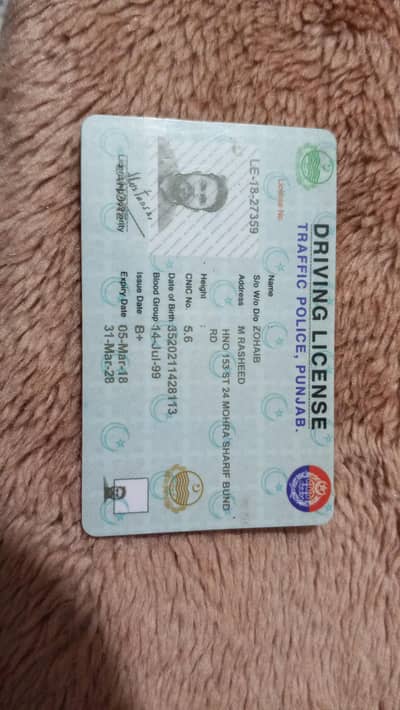 DRIVING LICENSE
TRAFFIC POLICE, PUNJAB.
License No.
LE-18-27359
Name
ZOHAIB
S/o W/o D/o
M RASHEED
Address
HNO 153 ST 24 MOHRA SHARIF BUND
RD
Height :
5.6
CNIC No.
3520211428113
Date of Birth
14-Jul-99
Blood Group
B+
Issue Date
05-Mar-18
Expiry Date
31-Mar-28